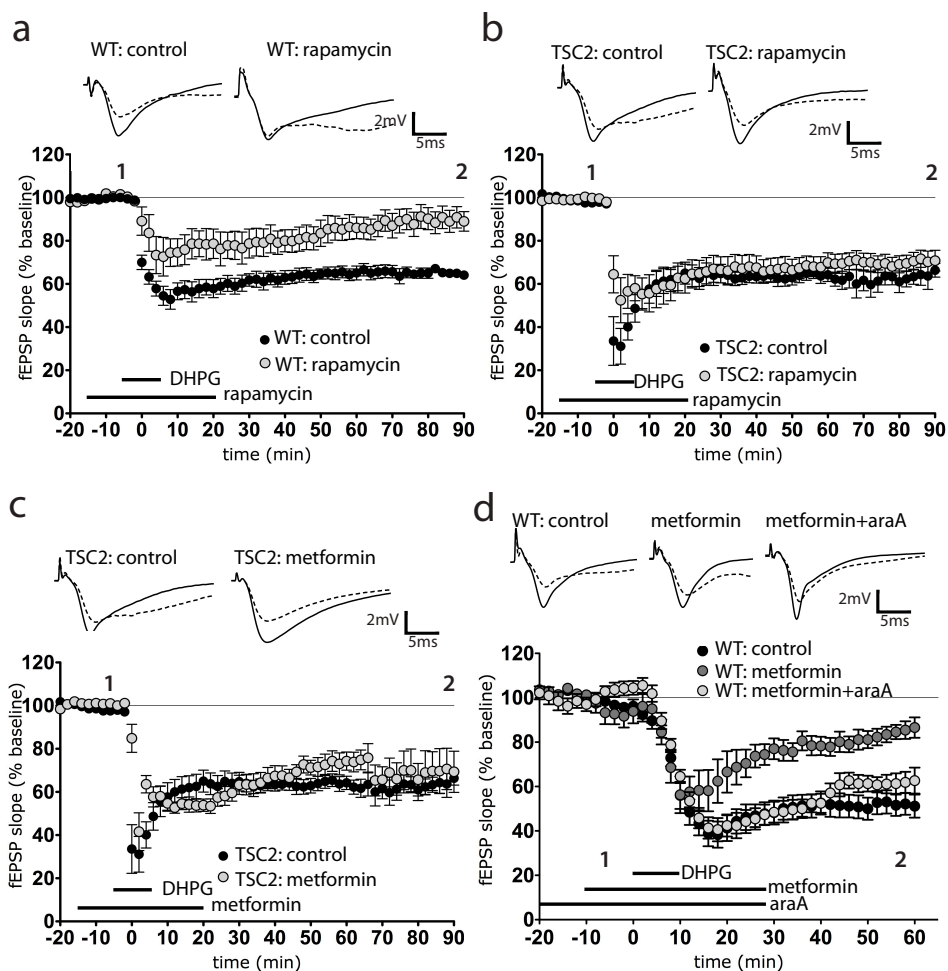 a
WT: control
WT: rapamycin
2mV
5ms
120
100
80
60
40
20
0
fEPSP slope (% baseline)
1
2
WT: control
WT: rapamycin
DHPG
rapamycin
-20 -10 0 10 20 30 40 50 60 70 80 90
time (min)
b
TSC2: control
TSC2: rapamycin
2mV
5ms
120
100
80
60
40
20
0
fEPSP slope (% baseline)
1
2
TSC2: control
TSC2: rapamycin
DHPG
rapamycin
-20 -10 0 10 20 30 40 50 60 70 80 90
time (min)
c
TSC2: control
TSC2: metformin
2mV
5ms
120
100
80
60
40
20
0
fEPSP slope (% baseline)
1
2
TSC2: control
TSC2: metformin
DHPG
metformin
-20 -10 0 10 20 30 40 50 60 70 80 90
time (min)
d
WT: control
metformin
metformin+araA
2mV
5ms
WT: control
WT: metformin
WT: metformin+araA
120
100
80
60
40
20
0
fEPSP slope (% baseline)
1
2
DHPG
metformin
araA
-20 -10 0 10 20 30 40 50 60
time (min)